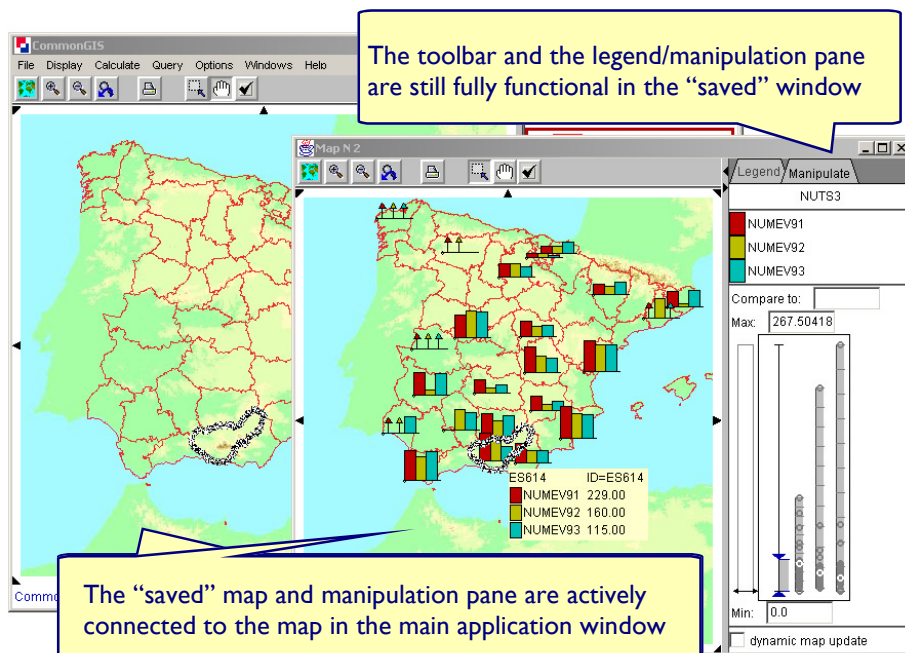 CommonGIS
File Display Calculate Query Options Windows Help
The toolbar and the legend/manipulation pane
are still fully functional in the “saved” window
Map N 2
Legend Manipulate
NUTS3
NUMEV91
NUMEV92
NUMEV93
Compare to:
Max: 267.50418
ES614 ID=ES614
NUMEV91 229.00
NUMEV92 160.00
NUMEV93 115.00
Min: 0.0
dynamic map update
The “saved” map and manipulation pane are actively
connected to the map in the main application window